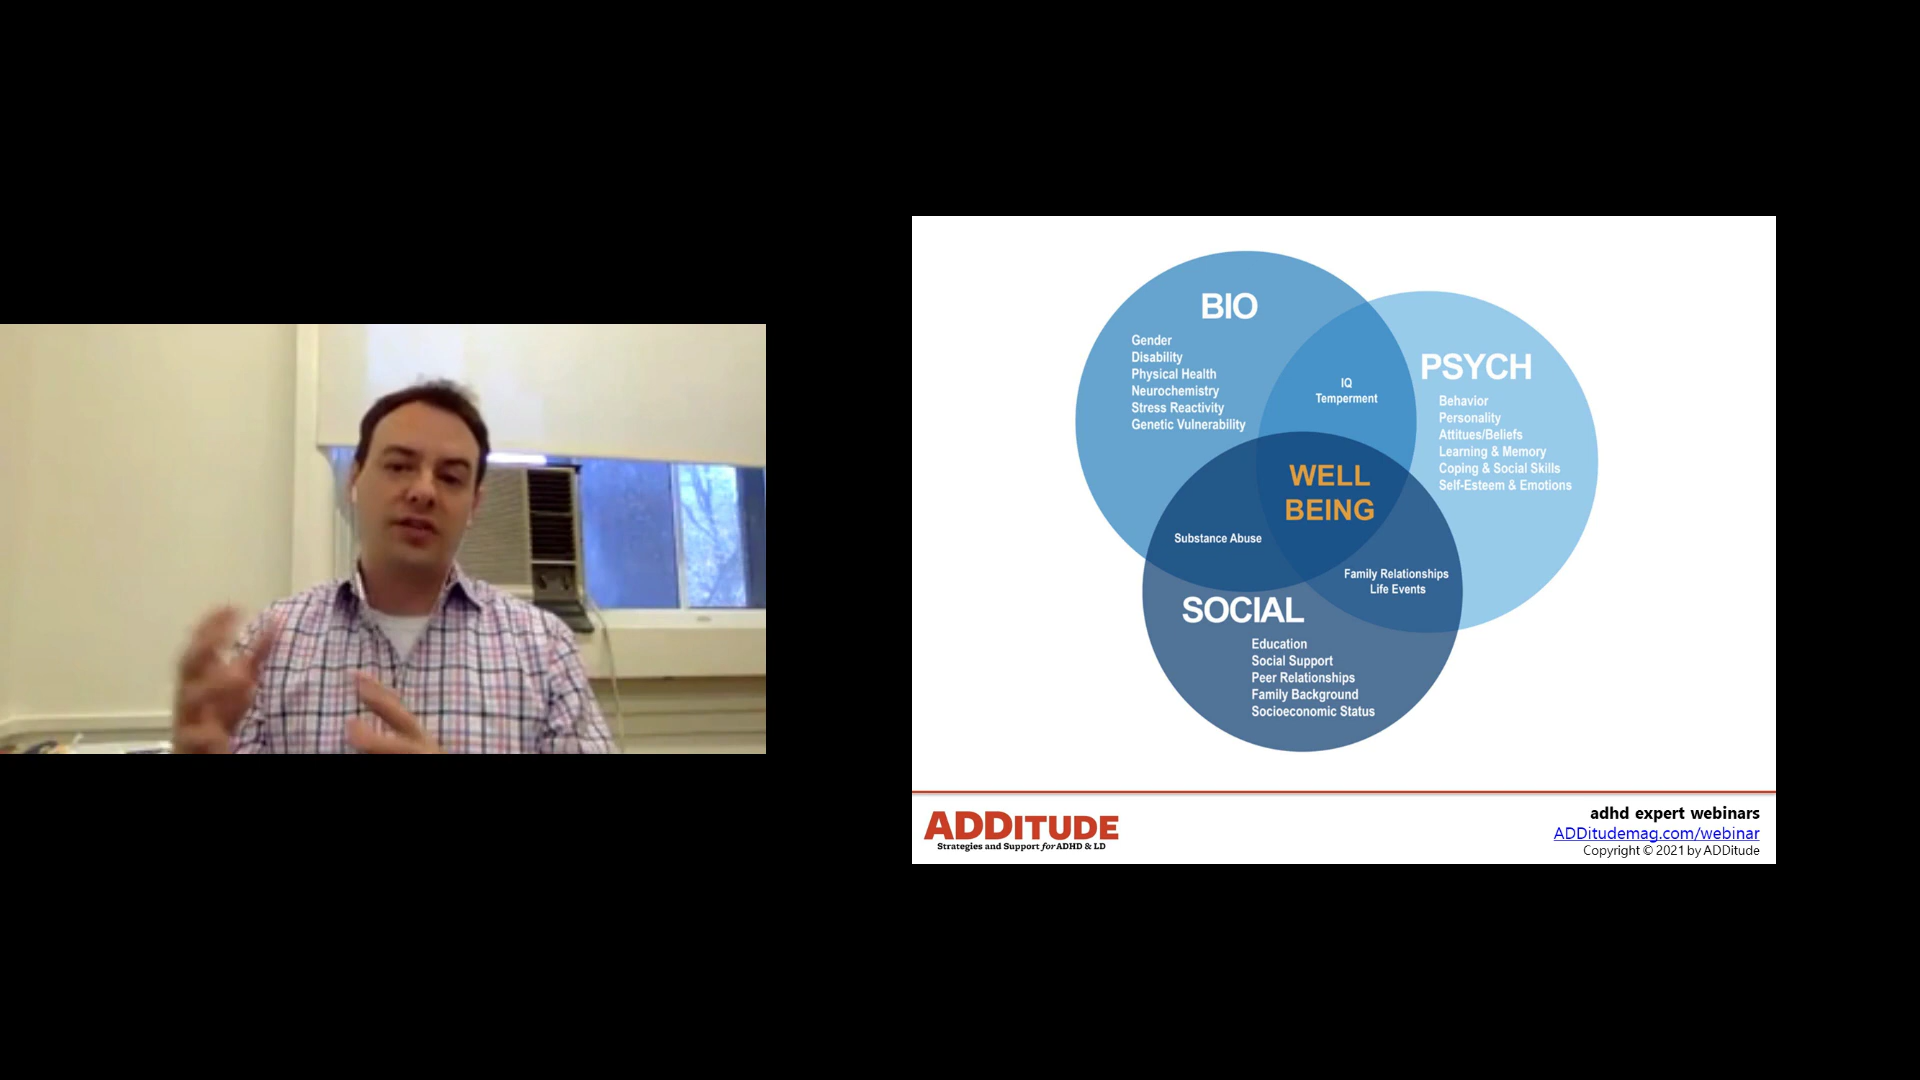 BIO
Gender
Disability
Physical Health
Neurochemistry
Stress Reactivity
Genetic Vulnerability
IQ
Temperment
PSYCH
Behavior
Personality
Attitues/Beliefs
Learning & Memory
Coping & Social Skills
Self-Esteem & Emotions
WELL
BEING
Substance Abuse
Family Relationships
Life Events
SOCIAL
Education
Social Support
Peer Relationships
Family Background
Socioeconomic Status
ADDITUDE
Strategies and Support for ADHD & LD
adhd expert webinars
ADDitudemag.com/webinar
Copyright © 2021 by ADDitude